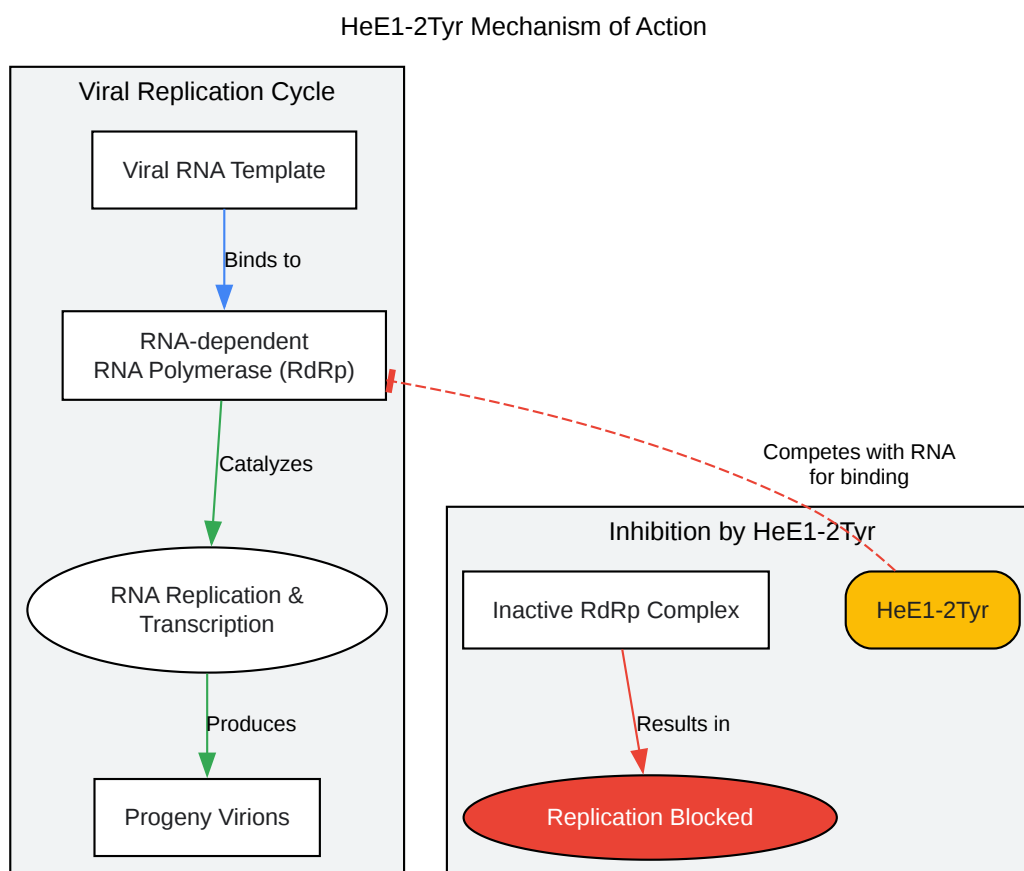 HeE1-2Tyr Mechanism of Action
Viral Replication Cycle
Viral RNA Template
Binds to
RNA-dependent
RNA Polymerase (RdRp)
Catalyzes
RNA Replication &
Transcription
Produces
Progeny Virions
Competes with RNA
for binding
Inhibition by HeE1-2Tyr
Inactive RdRp Complex
HeE1-2Tyr
Results in
Replication Blocked